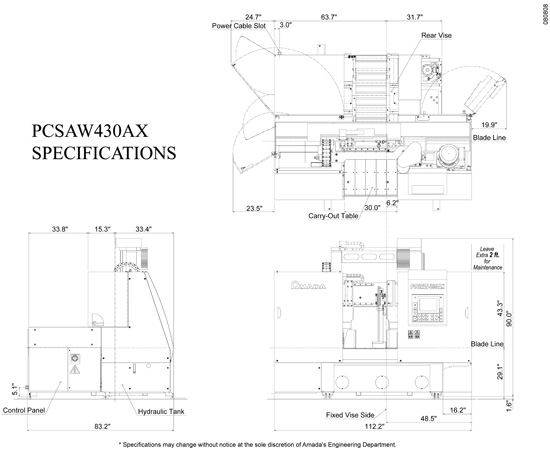 080808
24.7" 63.7" 31.7"
Power Cable Slot 3.0"
Rear Vise
19.9"
Blade Line
PCSAW430AX
SPECIFICATIONS
23.5" 30.0" 6.2"
Carry-Out Table
33.8" 15.3" 33.4"
5.1"
Control Panel
Hydraulic Tank
83.2"
Leave
Extra 2 ft.
for
Maintenance
AMADA
43.3"
90.0"
Blade Line
29.1"
1.6"
16.2"
Fixed Vise Side
48.5"
112.2"
* Specifications may change without notice at the sole discretion of Amada's Engineering Department.